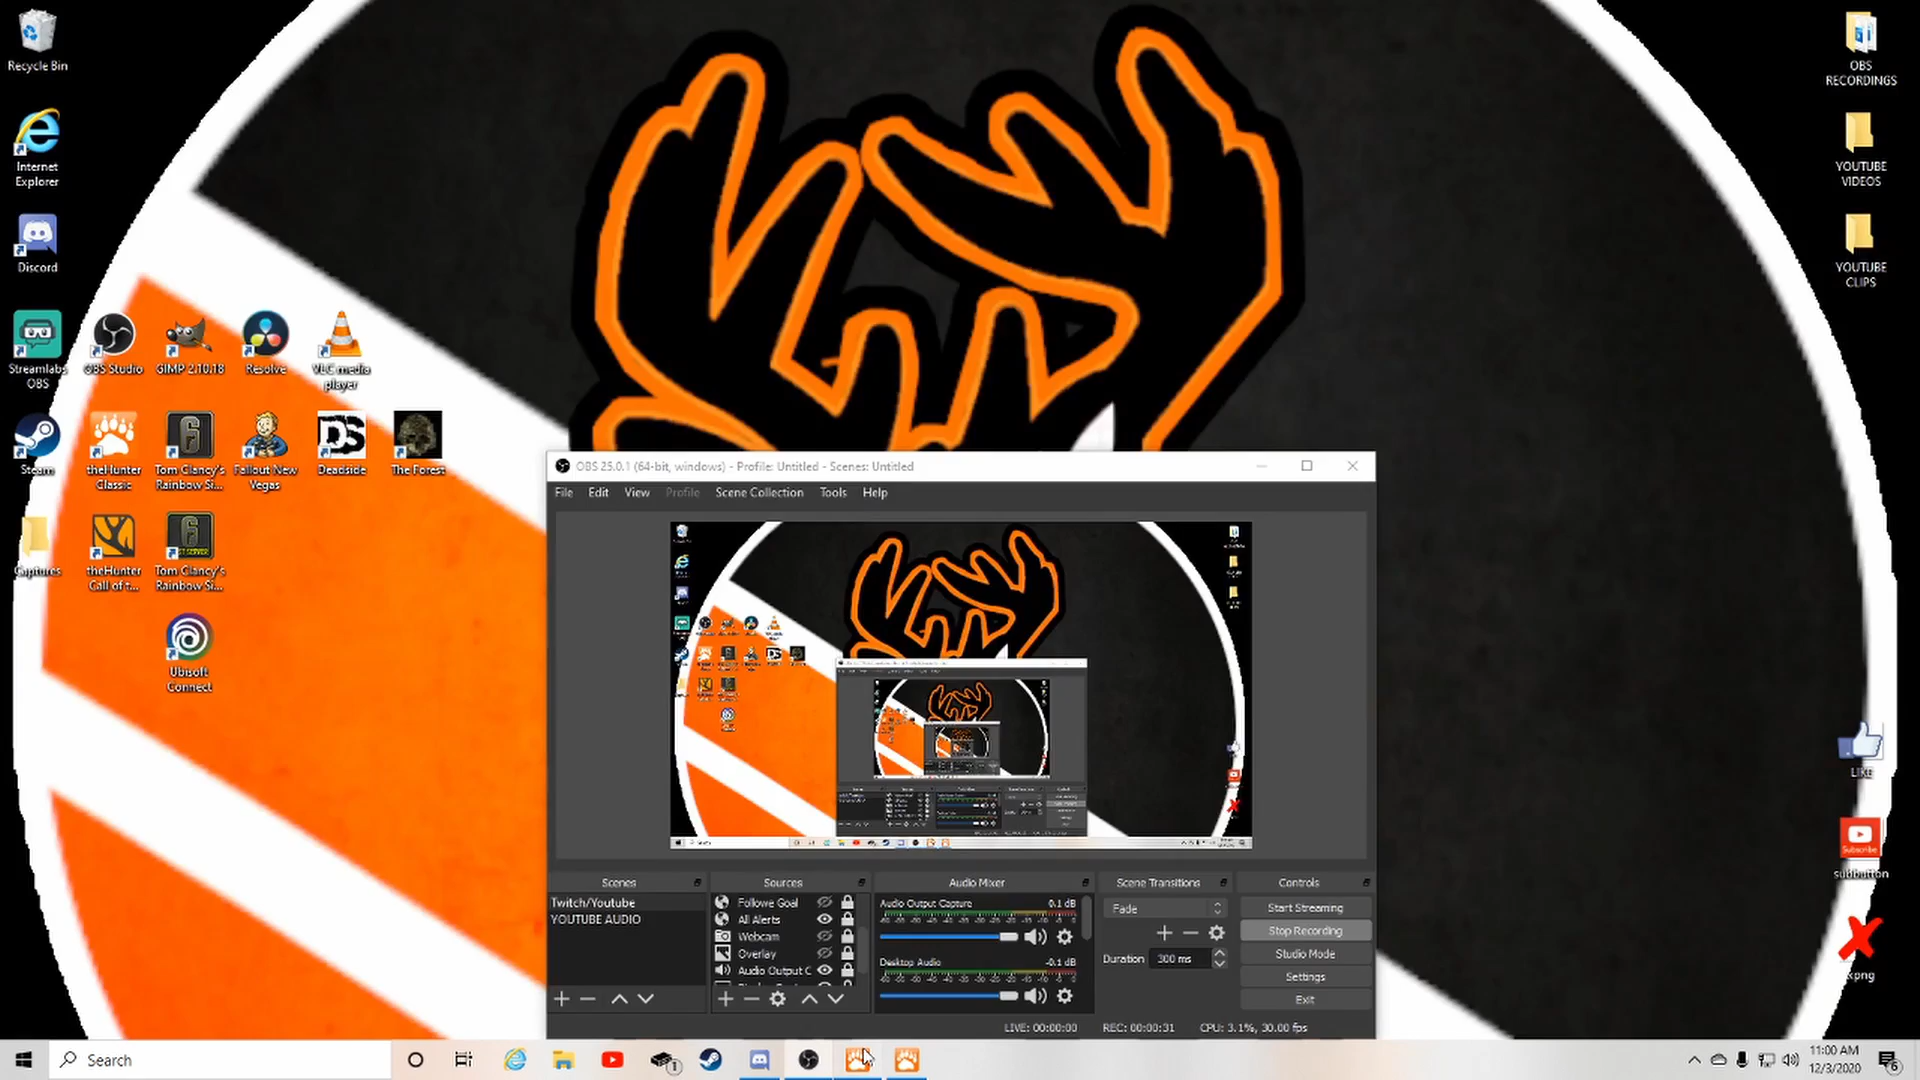 Recycle Bin
Internet
Explorer
Discord
Streamlabs
OBS
OBS Studio
GIMP 2.10.18
Resolve
VLC media
player
Steam
theHunter
Classic
Tom Clancy's
Rainbow Si...
Fallout New
Vegas
DS
Deadside
The Forest
Captures
theHunter
Call of t...
Tom Clancy's
Rainbow Si...
Ubisoft
Connect
OBS
RECORDINGS
YOUTUBE
VIDEOS
YOUTUBE
CLIPS
LIKE
Subscribe
subbutton
OBS 25.0.1 (64-bit, windows) - Profile: Untitled - Scenes: Untitled
File Edit View Profile Scene Collection Tools Help
Scenes
Twitch/Youtube
YOUTUBE AUDIO
Sources
Followe Goal
All Alerts
Webcam
Overlay
Audio Output C
Audio Mixer
Audio Output Capture 0.1 dB
Desktop Audio -0.1 dB
Scene Transitions
Fade
Duration 300 ms
Controls
Start Streaming
Stop Recording
Studio Mode
Settings
Exit
LIVE: 00:00:00 REC: 00:00:31 CPU: 3.1%, 30.00 fps
Search
11:00 AM
12/3/2020